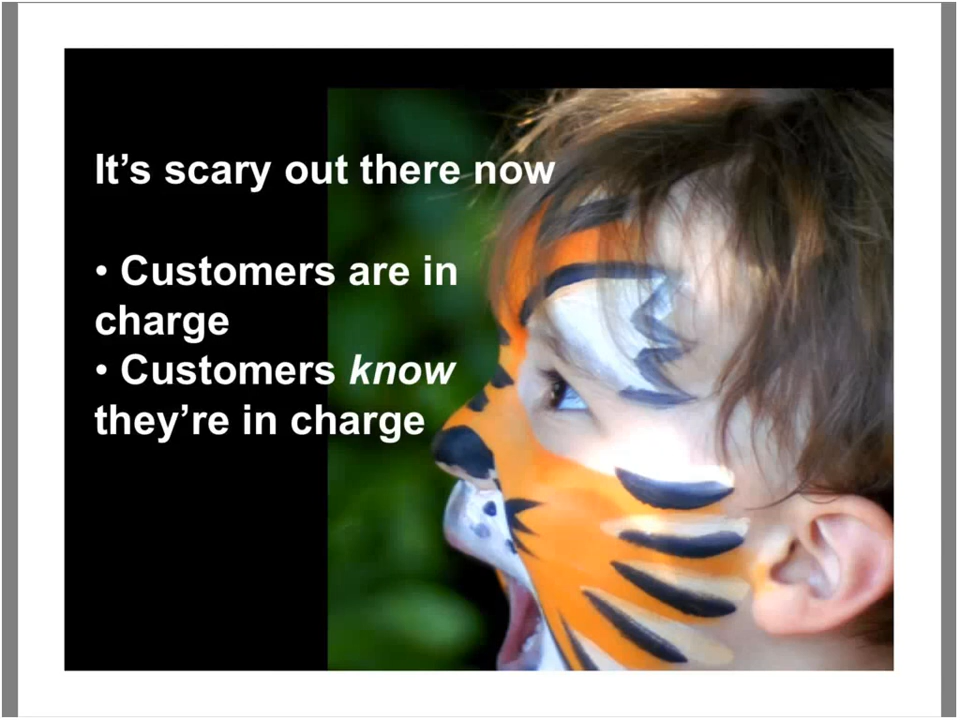 It’s scary out there now
• Customers are in
charge
• Customers know
they’re in charge